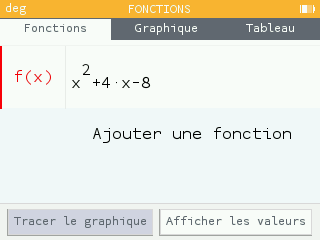 deg FONCTIONS
Fonctions Graphique Tableau
f(x) x²+4·x-8
Ajouter une fonction
Tracer le graphique Afficher les valeurs